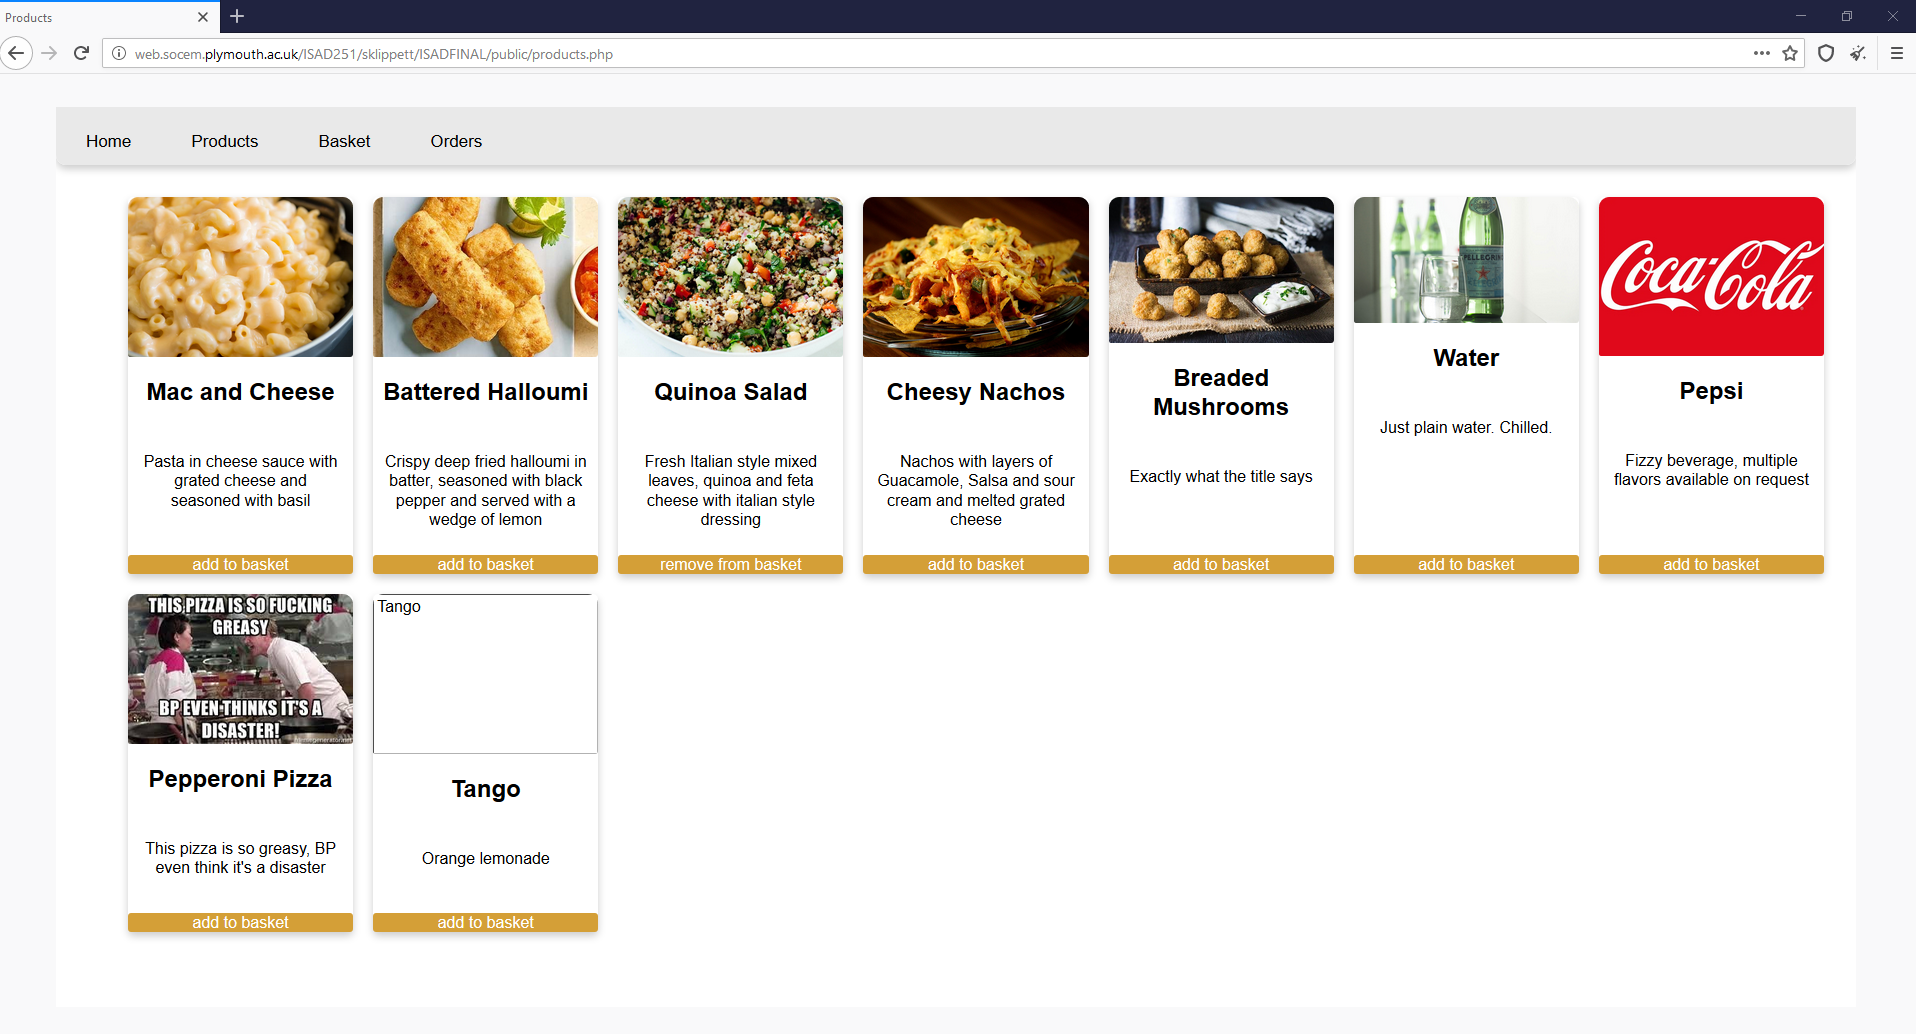 Products
web.socem.plymouth.ac.uk/ISAD251/sklippett/ISADFINAL/public/products.php
Home Products Basket Orders
PELLEGRINO
Coca-Cola
Mac and Cheese
Pasta in cheese sauce with
grated cheese and
seasoned with basil
add to basket
Battered Halloumi
Crispy deep fried halloumi in
batter, seasoned with black
pepper and served with a
wedge of lemon
add to basket
Quinoa Salad
Fresh Italian style mixed
leaves, quinoa and feta
cheese with italian style
dressing
remove from basket
Cheesy Nachos
Nachos with layers of
Guacamole, Salsa and sour
cream and melted grated
cheese
add to basket
Breaded
Mushrooms
Exactly what the title says
add to basket
Water
Just plain water. Chilled.
add to basket
Pepsi
Fizzy beverage, multiple
flavors available on request
add to basket
THIS PIZZA IS SO FUCKING
GREASY
BP EVEN THINKS IT'S A
DISASTER!
memegenerator.net
Pepperoni Pizza
This pizza is so greasy, BP
even think it's a disaster
add to basket
Tango
Tango
Orange lemonade
add to basket